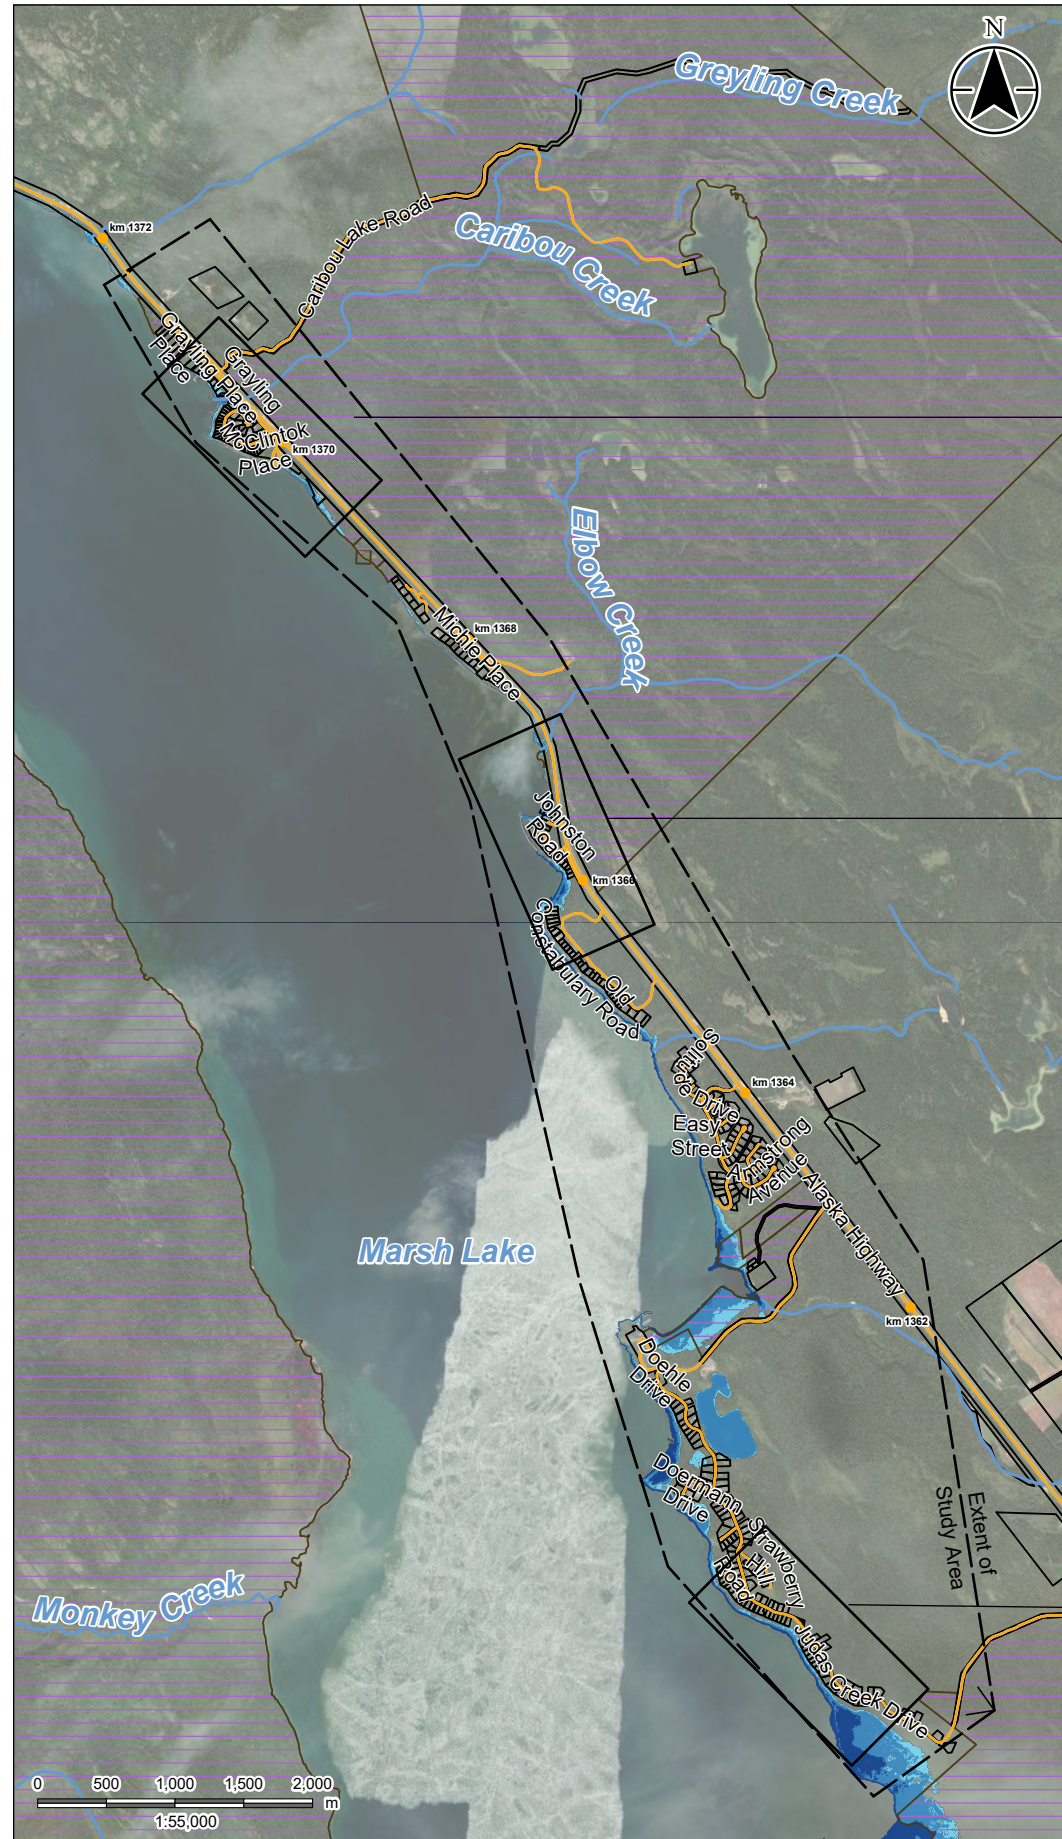 N
Greyling Creek
Caribou Lake Road
Caribou Creek
km 1372
Grayling
Place
Grayling Place
Grayling
McClintok
Place
km 1370
Elbow Creek
km 1368
Michie Place
Johnston
Road
km 1366
Constabulary Road
Old
Solitu
de Drive
km 1364
Easy
Street
Armstrong
Avenue
Alaska Highway
Marsh Lake
km 1362
Doehle
Drive
Doermann
Drive
Strawberry
Hill
Road
Extent of
Study Area
Monkey Creek
Judas Creek Drive
0 500 1,000 1,500 2,000
m
1:55,000